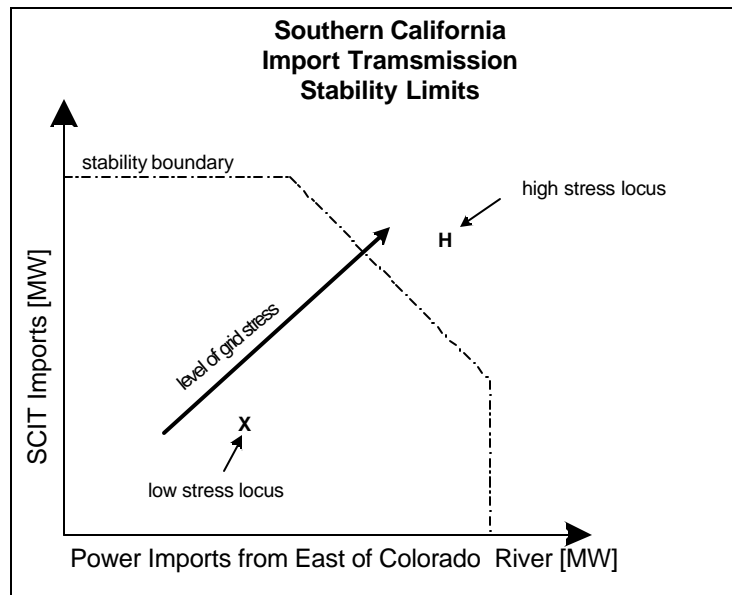 Southern California
Import Tramsmission
Stability Limits
stability boundary
high stress locus
H
SCIT Imports [MW]
level of grid stress
X
low stress locus
Power Imports from East of Colorado River [MW]